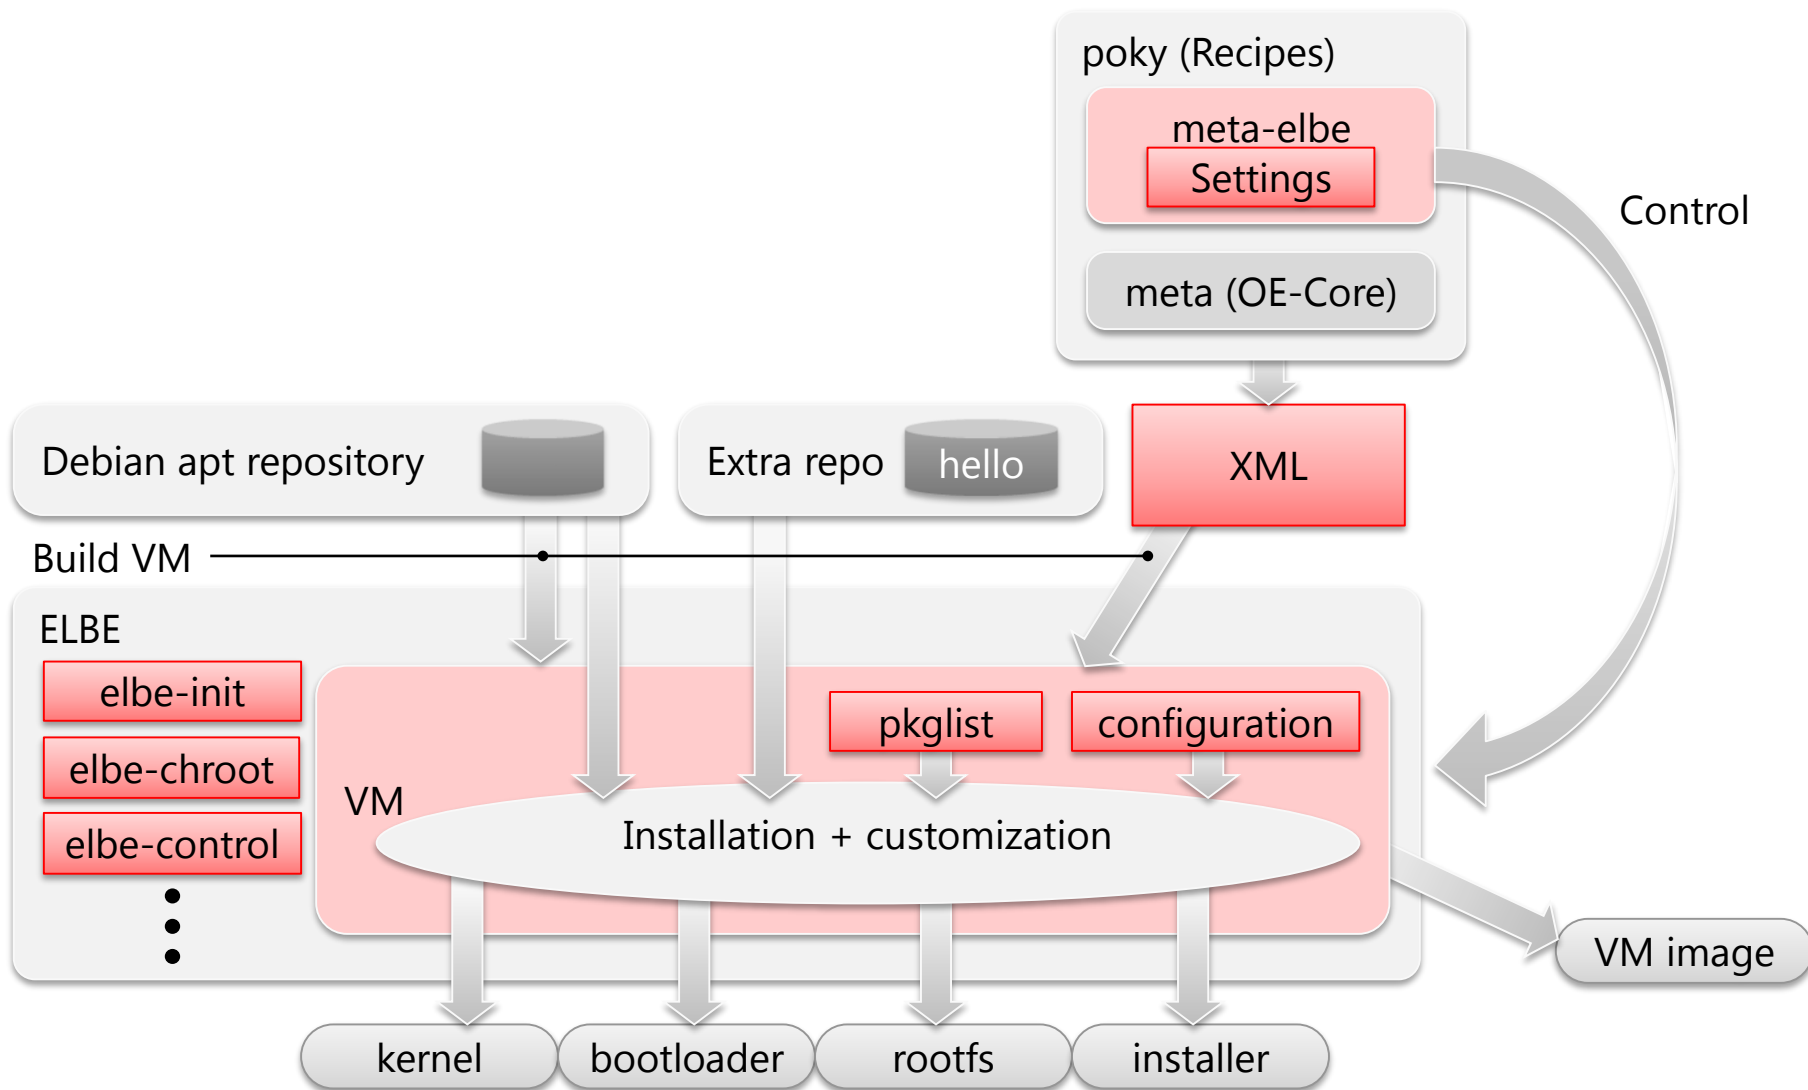 poky (Recipes)
meta-elbe
Settings
Control
meta (OE-Core)
Debian apt repository
Extra repo
hello
XML
Build VM
ELBE
elbe-init
elbe-chroot
elbe-control
VM
pkglist
configuration
Installation + customization
VM image
kernel
bootloader
rootfs
installer